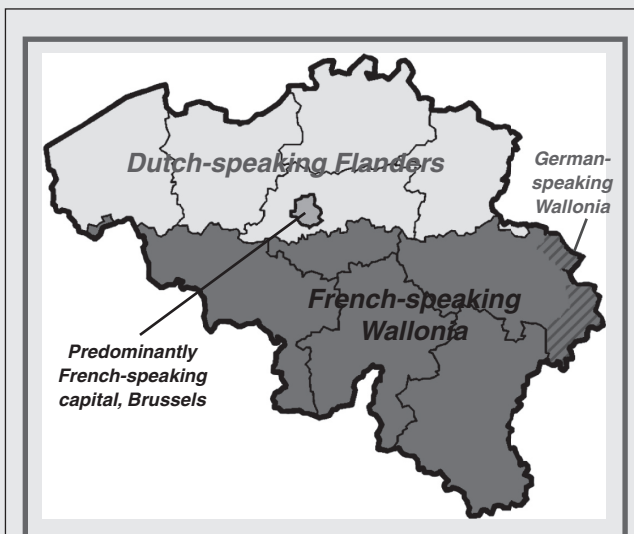 Dutch-speaking Flanders
German-
speaking
Wallonia
French-speaking
Wallonia
Predominantly
French-speaking
capital, Brussels